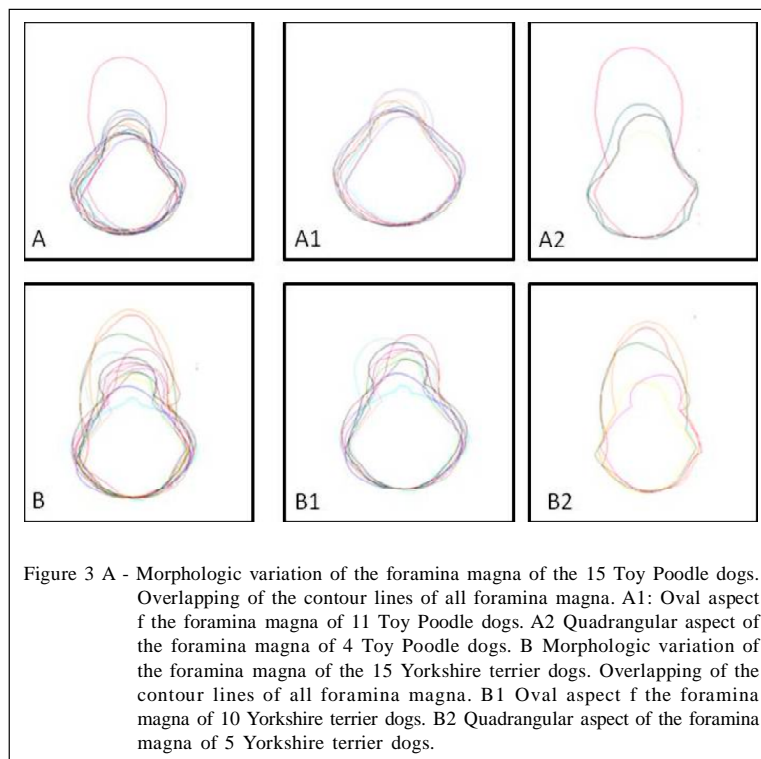 A
A1
A2
B
B1
B2
Figure 3 A - Morphologic variation of the foramina magna of the 15 Toy Poodle dogs.
Overlapping of the contour lines of all foramina magna. A1: Oval aspect
f the foramina magna of 11 Toy Poodle dogs. A2 Quadrangular aspect of
the foramina magna of 4 Toy Poodle dogs. B Morphologic variation of
the foramina magna of the 15 Yorkshire terrier dogs. Overlapping of the
contour lines of all foramina magna. B1 Oval aspect f the foramina
magna of 10 Yorkshire terrier dogs. B2 Quadrangular aspect of the foramina
magna of 5 Yorkshire terrier dogs.